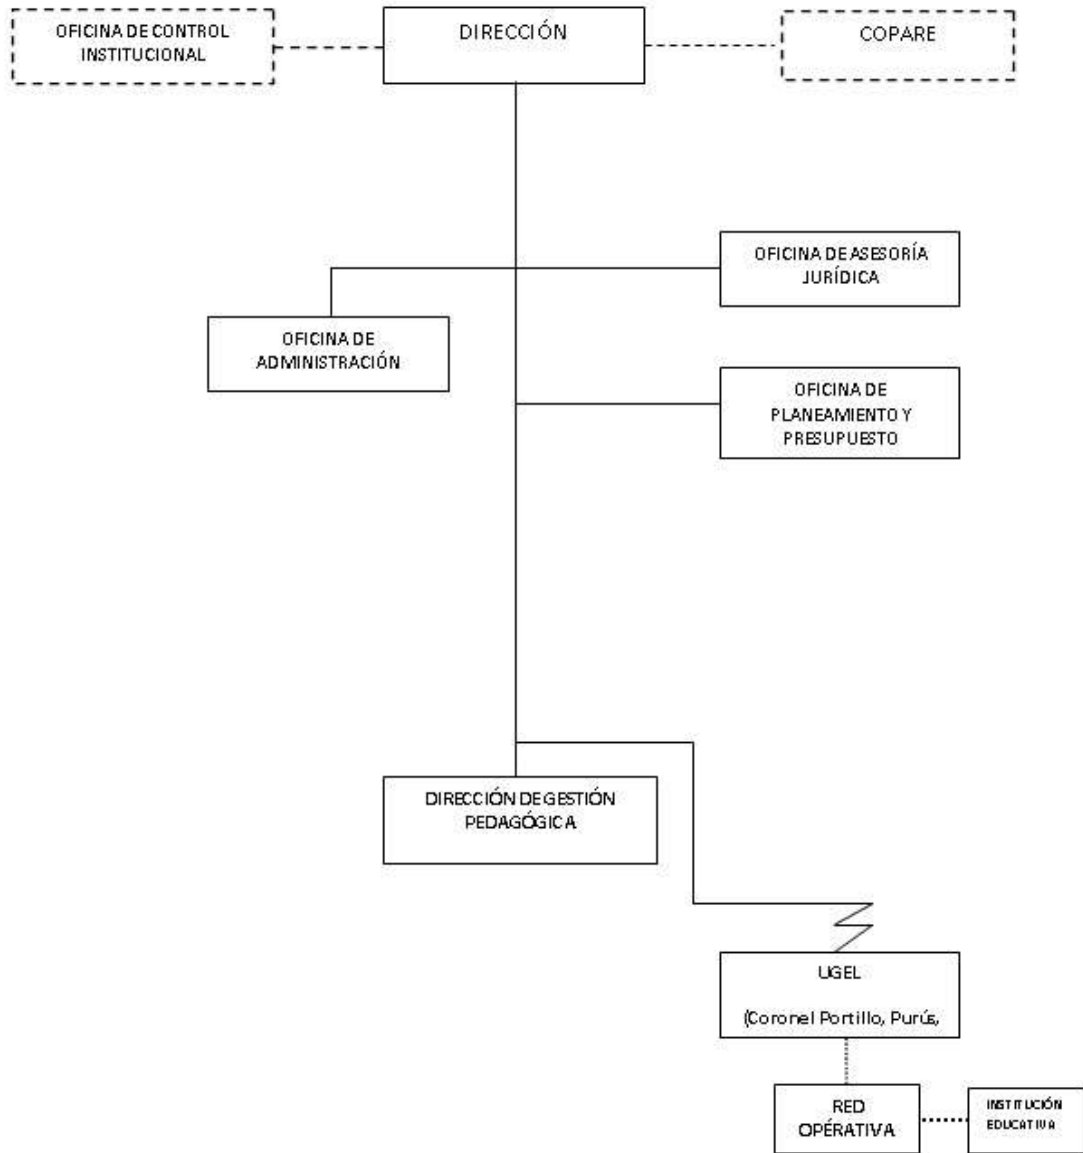 OFICINA DE CONTROL
INSTITUCIONAL
DIRECCIÓN
COPARE
OFICINA DE ASESORÍA
JURÍDICA
OFICINA DE
ADMINISTRACIÓN
OFICINA DE
PLANEAMIENTO Y
PRESUPUESTO
DIRECCIÓN DE GESTIÓN
PEDAGÓGICA
UGEL
(Coronel Portillo, Purús,
RED
OPÉRATIVA
INSTITUCIÓN
EDUCATIVA